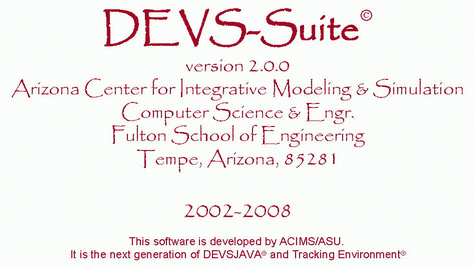 DEVS-Suite©
version 2.0.0
Arizona Center for Integrative Modeling & Simulation
Computer Science & Engr.
Fulton School of Engineering
Tempe, Arizona, 85281
2002-2008
This software is developed by ACIMS/ASU.
It is the next generation of DEVSJAVA® and Tracking Environment®